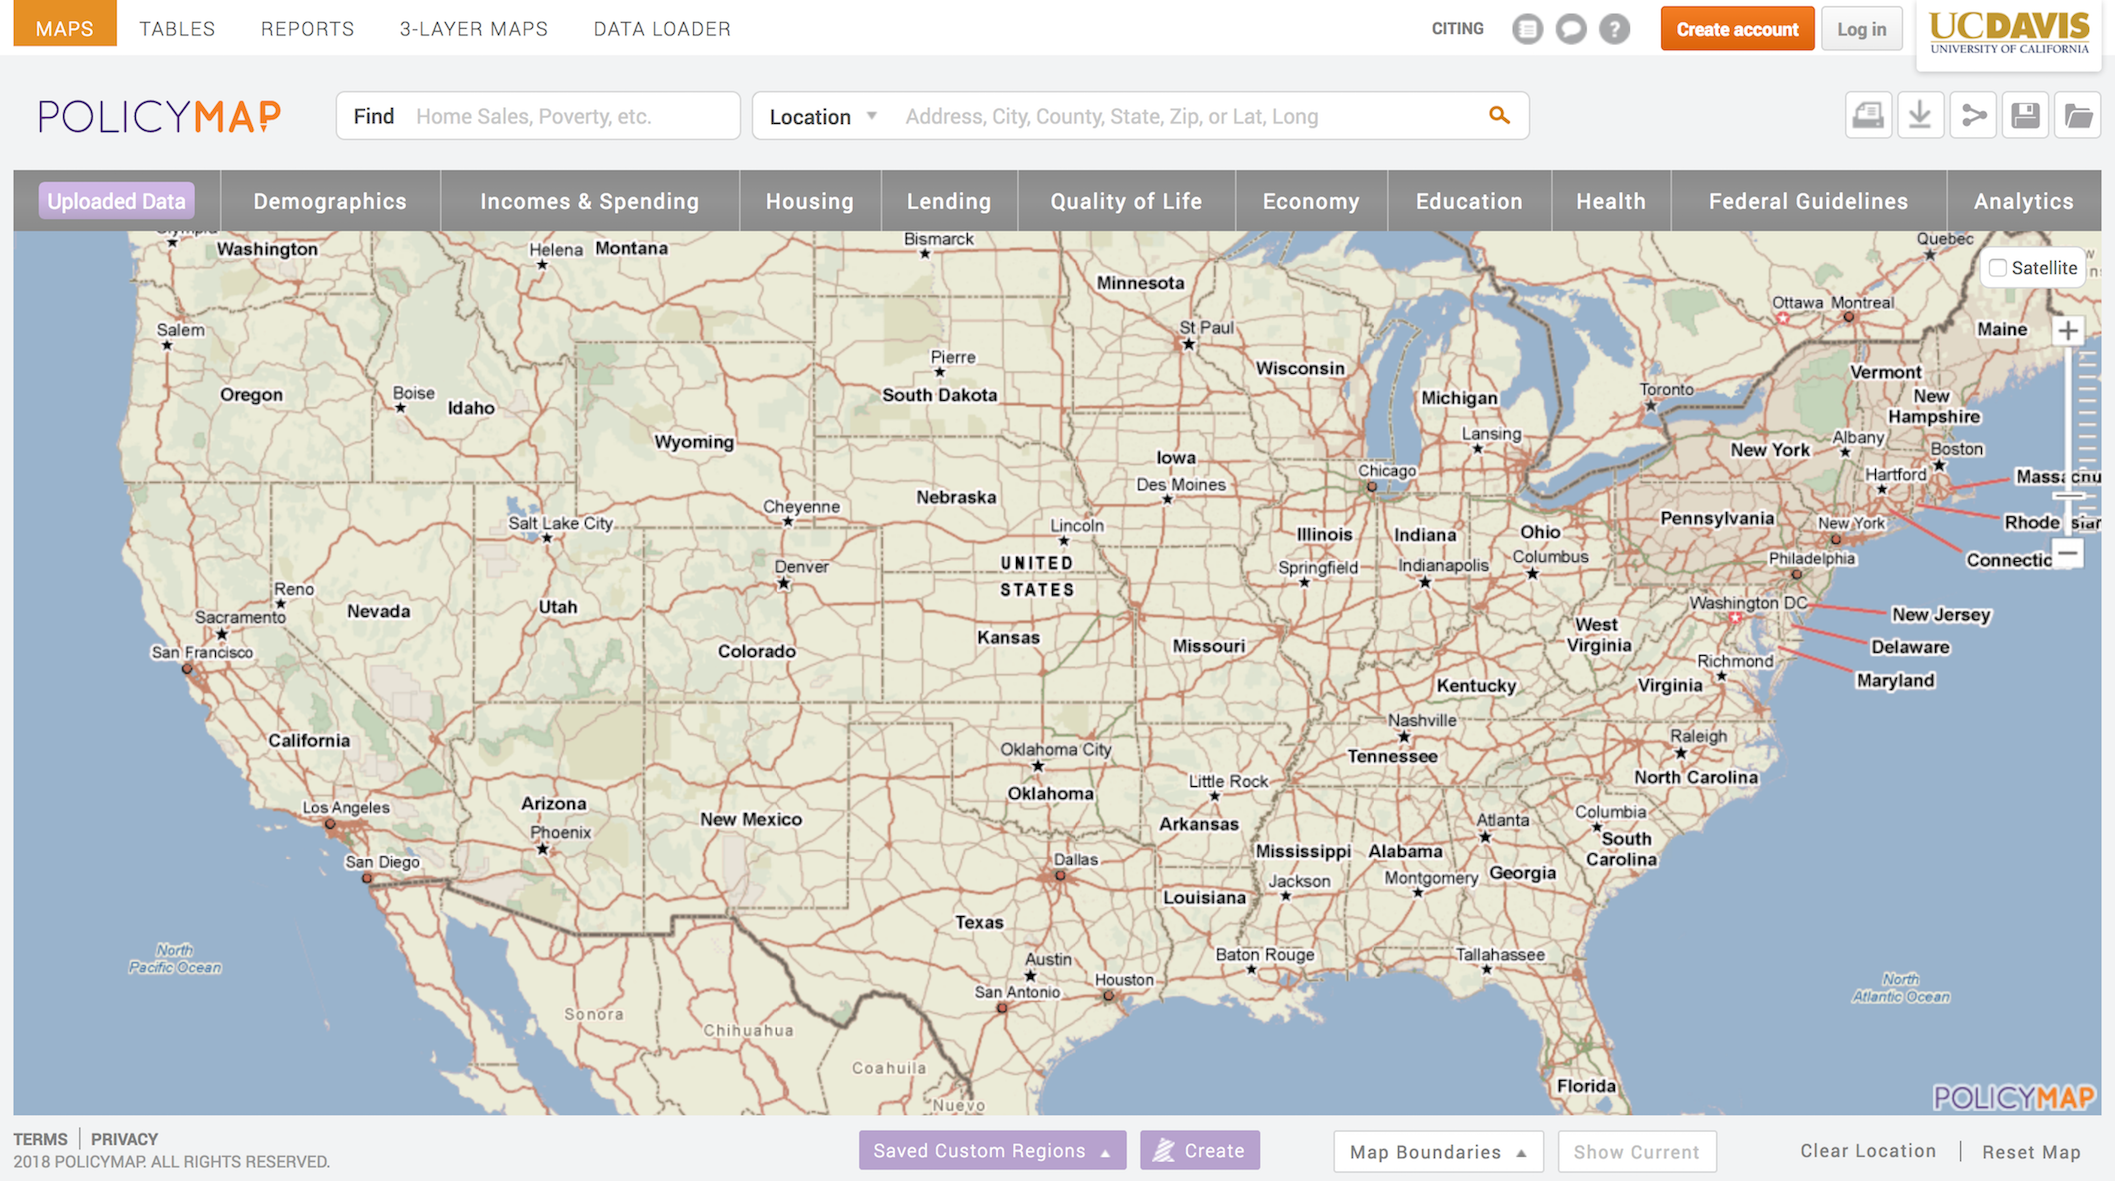 MAPS TABLES REPORTS 3-LAYER MAPS DATA LOADER CITING ? Create account Log in UCDAVIS
UNIVERSITY OF CALIFORNIA
POLICYMAP Find Home Sales, Poverty, etc. Location Address, City, County, State, Zip, or Lat, Long
Uploaded Data Demographics Incomes & Spending Housing Lending Quality of Life Economy Education Health Federal Guidelines Analytics
Olympia
Washington Helena Montana Bismarck Quebec
Satellite
Minnesota
Ottawa Montreal
Salem St Paul Maine
Pierre Wisconsin Vermont
Oregon Boise Idaho South Dakota Michigan Toronto New
Hampshire
Wyoming Lansing New York Albany Boston
Iowa Chicago Hartford
Nebraska Des Moines
Cheyenne Pennsylvania New York Rhode
Salt Lake City Lincoln Illinois Indiana Ohio
UNITED
STATES
Denver Springfield Indianapolis Columbus Philadelphia Connectic
Reno Nevada Utah Washington DC New Jersey
Sacramento Kansas Missouri West
Virginia Delaware
San Francisco Colorado Richmond Maryland
Kentucky Virginia
California Nashville Raleigh
Oklahoma City Tennessee North Carolina
Los Angeles Arizona Oklahoma Little Rock
Phoenix New Mexico Arkansas Atlanta Columbia
South
Carolina
San Diego Dallas Mississippi Alabama Georgia
Jackson Montgomery
Texas Louisiana
North
Pacific Ocean
Austin Baton Rouge Tallahassee
San Antonio Houston North
Atlantic Ocean
Sonora Chihuahua
Coahuila
Nuevo Florida POLICYMAP
TERMS PRIVACY Saved Custom Regions Create Map Boundaries Show Current Clear Location Reset Map
2018 POLICYMAP. ALL RIGHTS RESERVED.